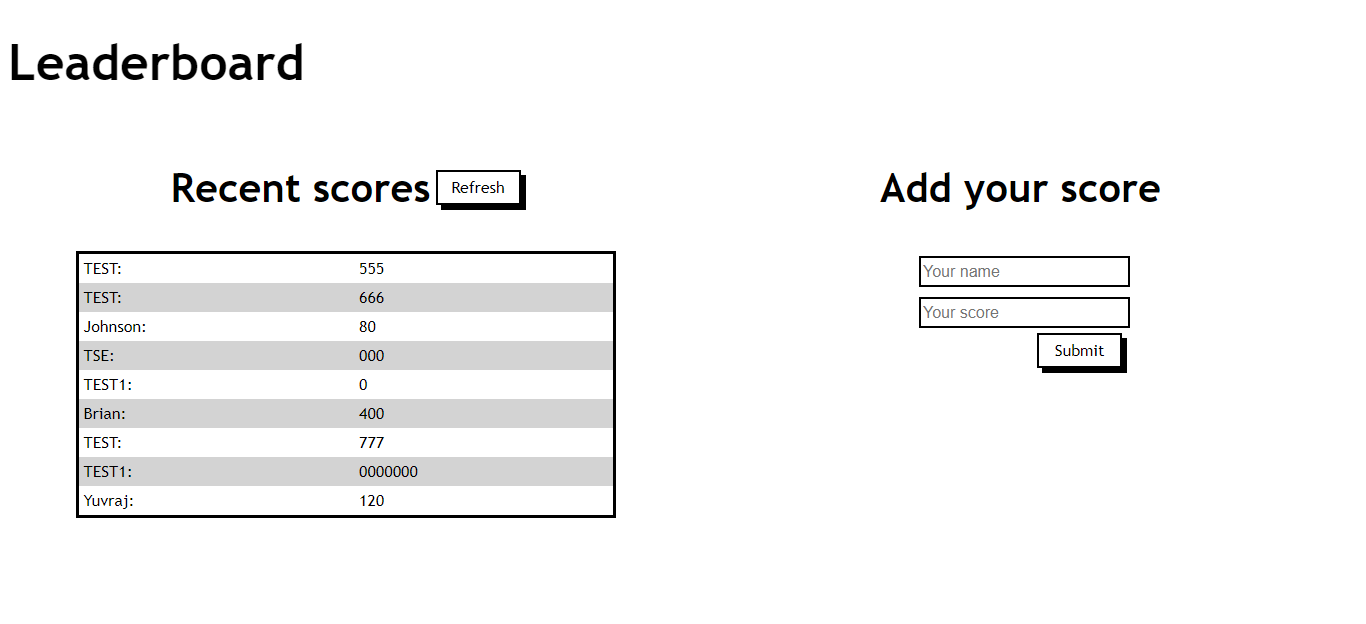 Leaderboard
Recent scores Refresh
TEST: 555
TEST: 666
Johnson: 80
TSE: 000
TEST1: 0
Brian: 400
TEST: 777
TEST1: 0000000
Yuvraj: 120
Add your score
Your name
Your score
Submit